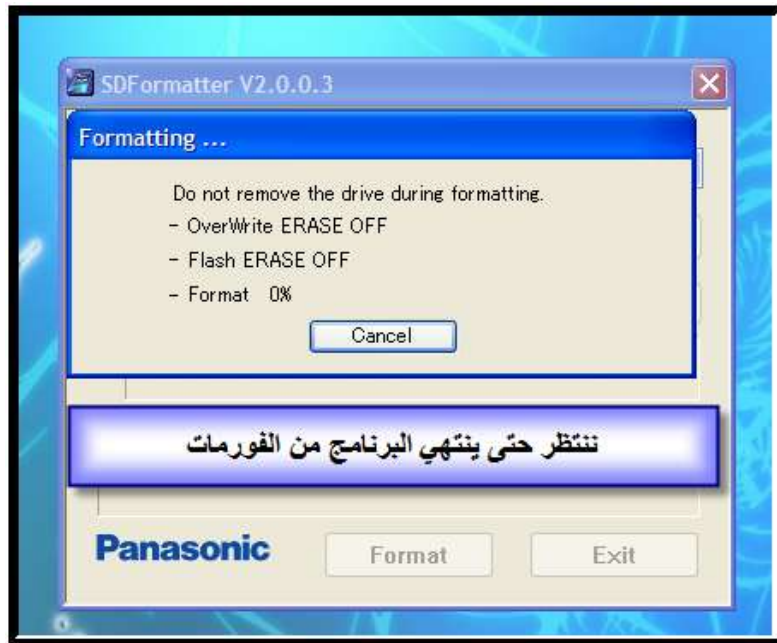 SDFormatter V2.0.0.3
Formatting ...
Do not remove the drive during formatting.
- OverWrite ERASE OFF
- Flash ERASE OFF
- Format 0%
Cancel
ننتظر حتى ينتهي البرنامج من الفورمات
Panasonic
Format
Exit